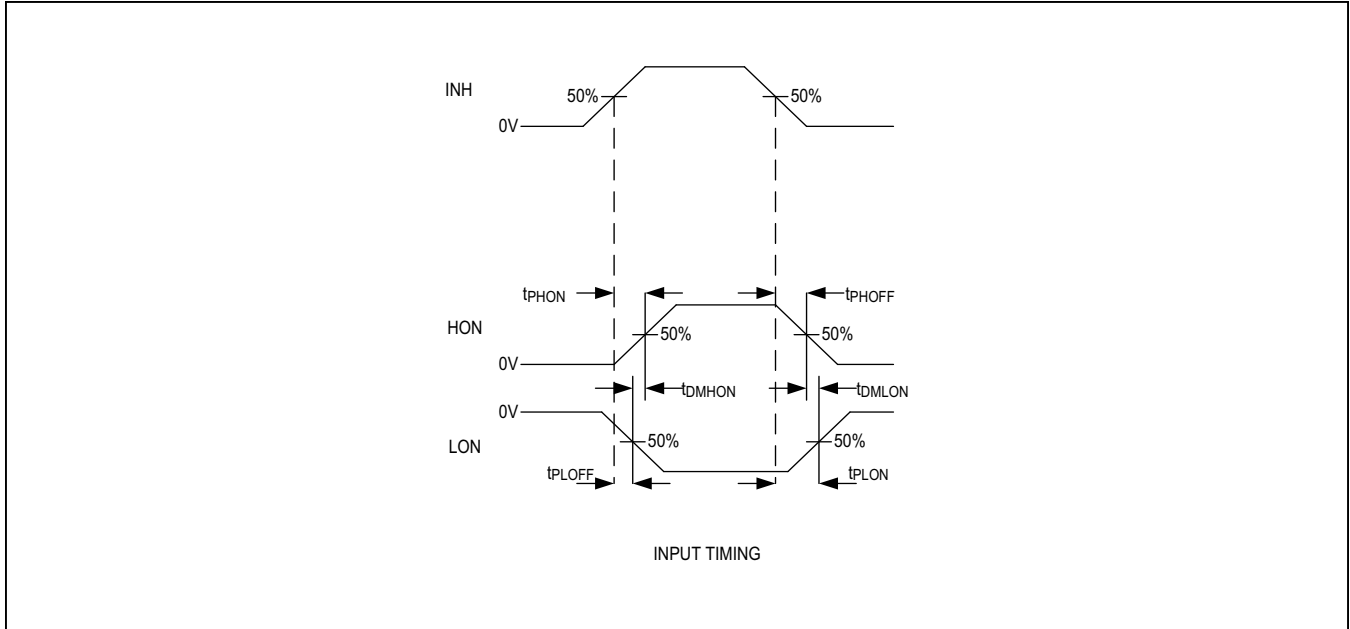 INH
50%
50%
0V
tPHON
tPHOFF
HON
50%
50%
0V
tDMHON
tDMLON
0V
LON
50%
50%
tPLOFF
tPLON
INPUT TIMING